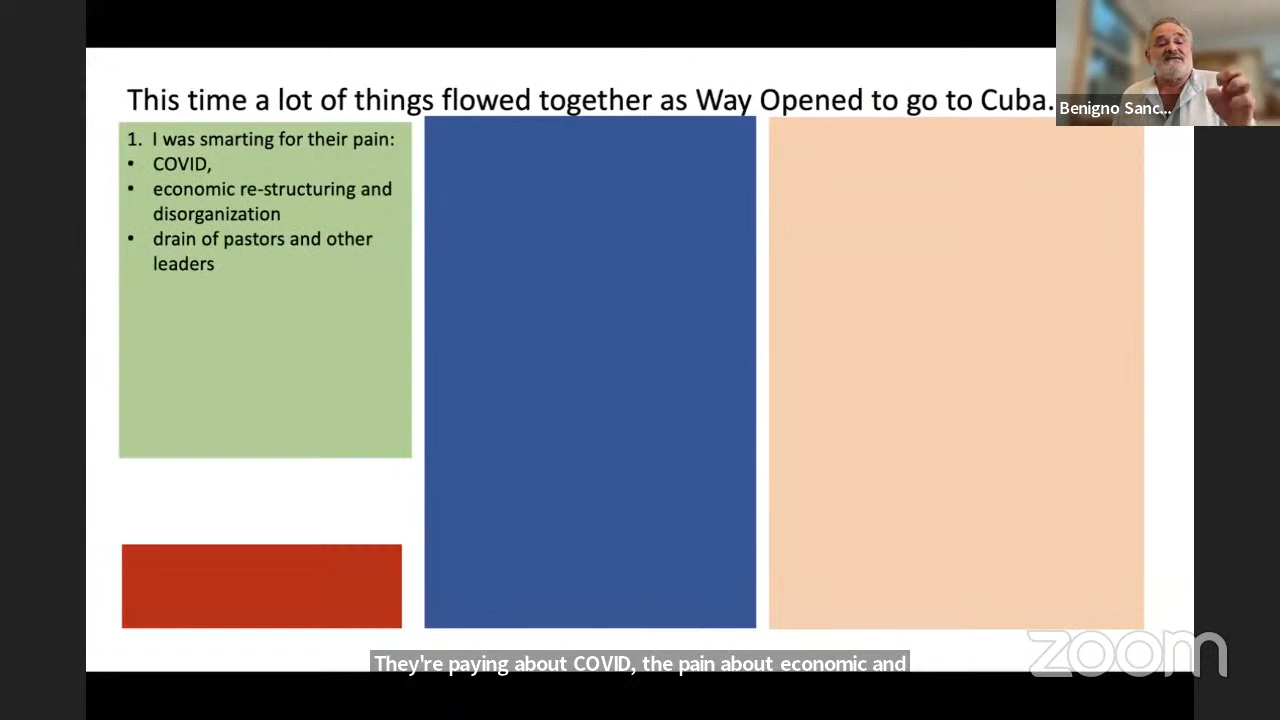 This time a lot of things flowed together as Way Opened to go to Cuba.
Benigno Sanc...
1. I was smarting for their pain:
• COVID,
• economic re-structuring and
disorganization
• drain of pastors and other
leaders
zoom
They're paying about COVID, the pain about economic and